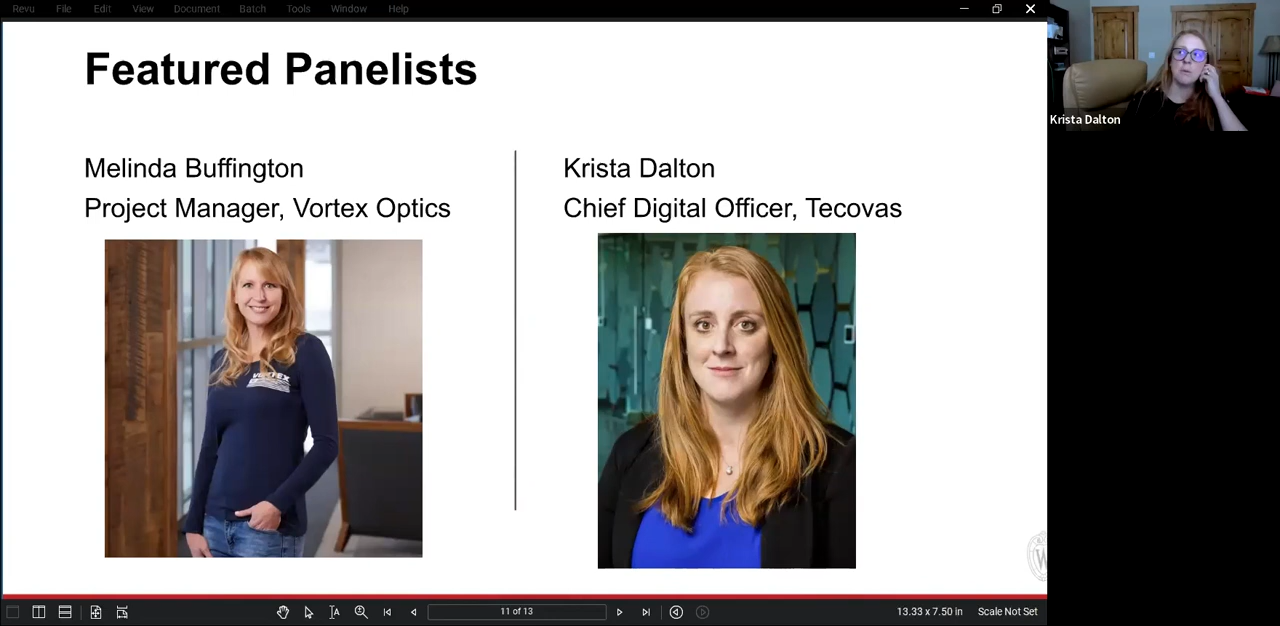 Revu File Edit View Document Batch Tools Window Help
Featured Panelists
Melinda Buffington
Project Manager, Vortex Optics
VORTEX
Krista Dalton
Chief Digital Officer, Tecovas
Krista Dalton
W
11 of 13
13.33 x 7.50 in Scale Not Set